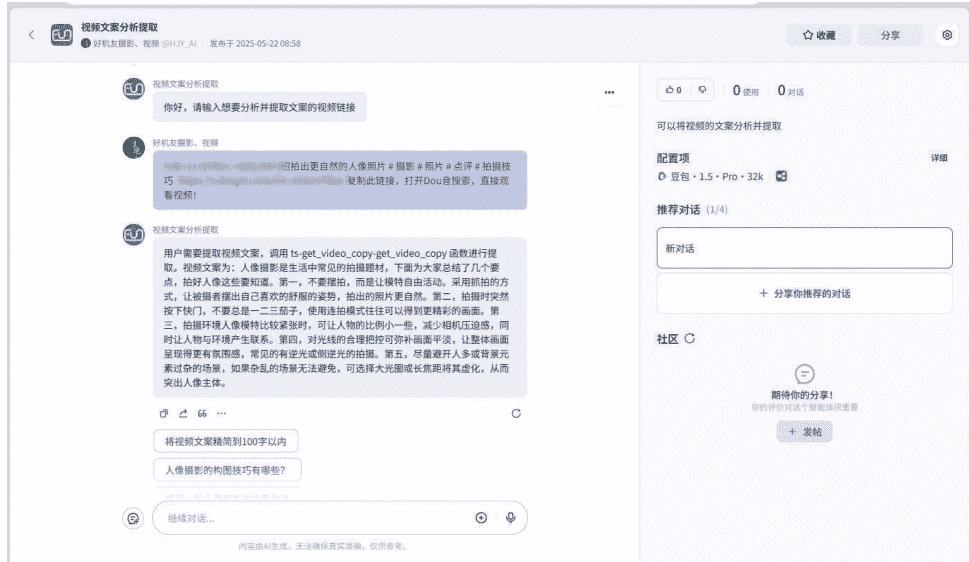 视频文案分析提取
好机友摄影、视频 @HJY_AI 发布于 2025-05-22 08:58
收藏
分享
视频文案分析提取
你好，请输入想要分析并提取文案的视频链接
好机友摄影、视频
招拍出更自然的人像照片 # 摄影 # 照片 # 点评 # 拍摄技
巧 复制此链接，打开Dou音搜索，直接观
看视频！
视频文案分析提取
用户需要提取视频文案，调用 ts-get_video_copy-get_video_copy 函数进行提
取。视频文案为：人像摄影是生活中常见的拍摄题材，下面为大家总结了几个要
点，拍好人像这些要知道。第一，不要摆拍，而是让模特自由活动。采用抓拍的方
式，让被摄者摆出自己喜欢的舒服的姿势，拍出的照片更自然。第二，拍摄时突然
按下快门，不要总是一二三茄子，使用连拍模式往往可以得到更精彩的画面。第
三，拍摄环境人像模特比较紧张时，可让人物的比例小一些，减少相机压迫感，同
时让人物与环境产生联系。第四，对光线的合理把控可弥补画面平淡，让整体画面
呈现得更有氛围感，常见的有逆光或侧逆光的拍摄。第五，尽量避开人多或背景元
素过杂的场景，如果杂乱的场景无法避免，可选择大光圈或长焦距将其虚化，从而
突出人像主体。
将视频文案精简到100字以内
人像摄影的构图技巧有哪些？
继续对话...
内容由AI生成，无法确保真实准确，仅供参考。
0
0 使用 0 对话
可以将视频的文案分析并提取
配置项 详细
豆包・1.5・Pro・32k
推荐对话 (1/4)
新对话
+ 分享你推荐的对话
社区
期待你的分享！
你的评价对这个智能体很重要
+ 发帖